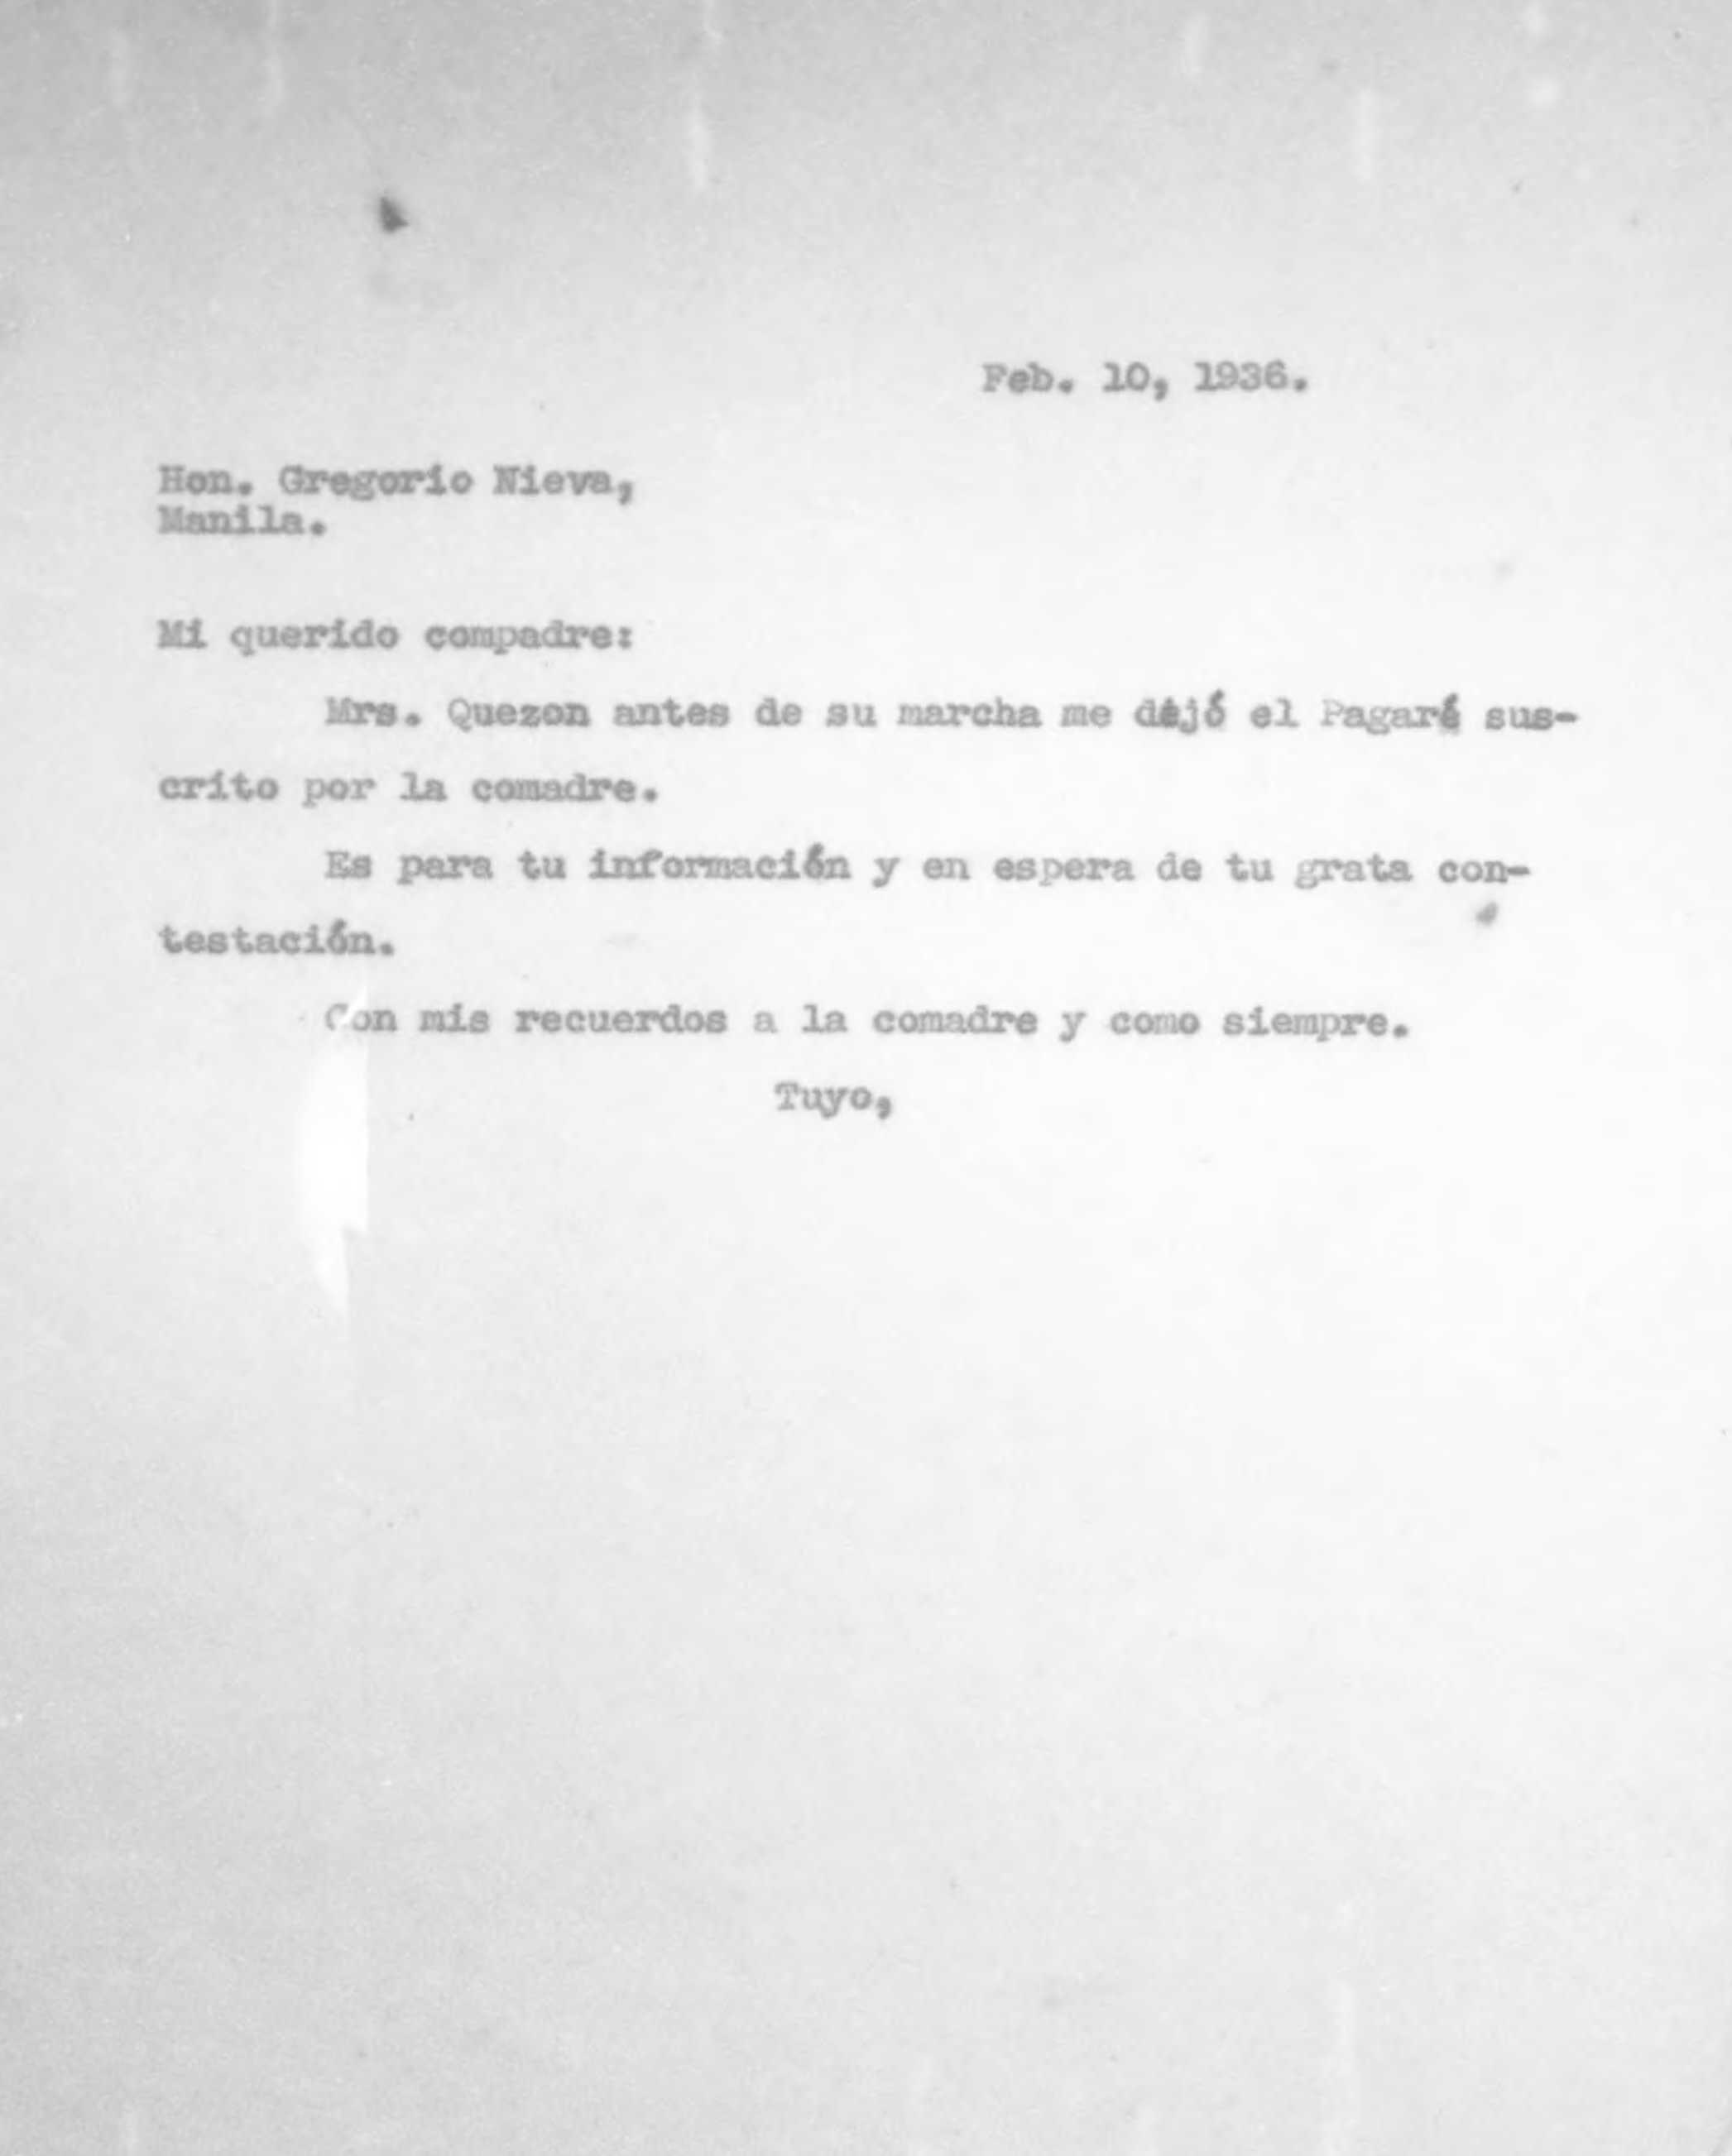 Feb. 10, 1936.
Hon. Gregorio Nieva,
Manila.
Mi querido compadre:
Mrs. Quezon antes de su marcha me dejó el Pagaré sus-
crito por la comadre.
Es para tu información y en espera de tu grata con-
testación.
Con mis recuerdos a la comadre y como siempre.
Tuyo,